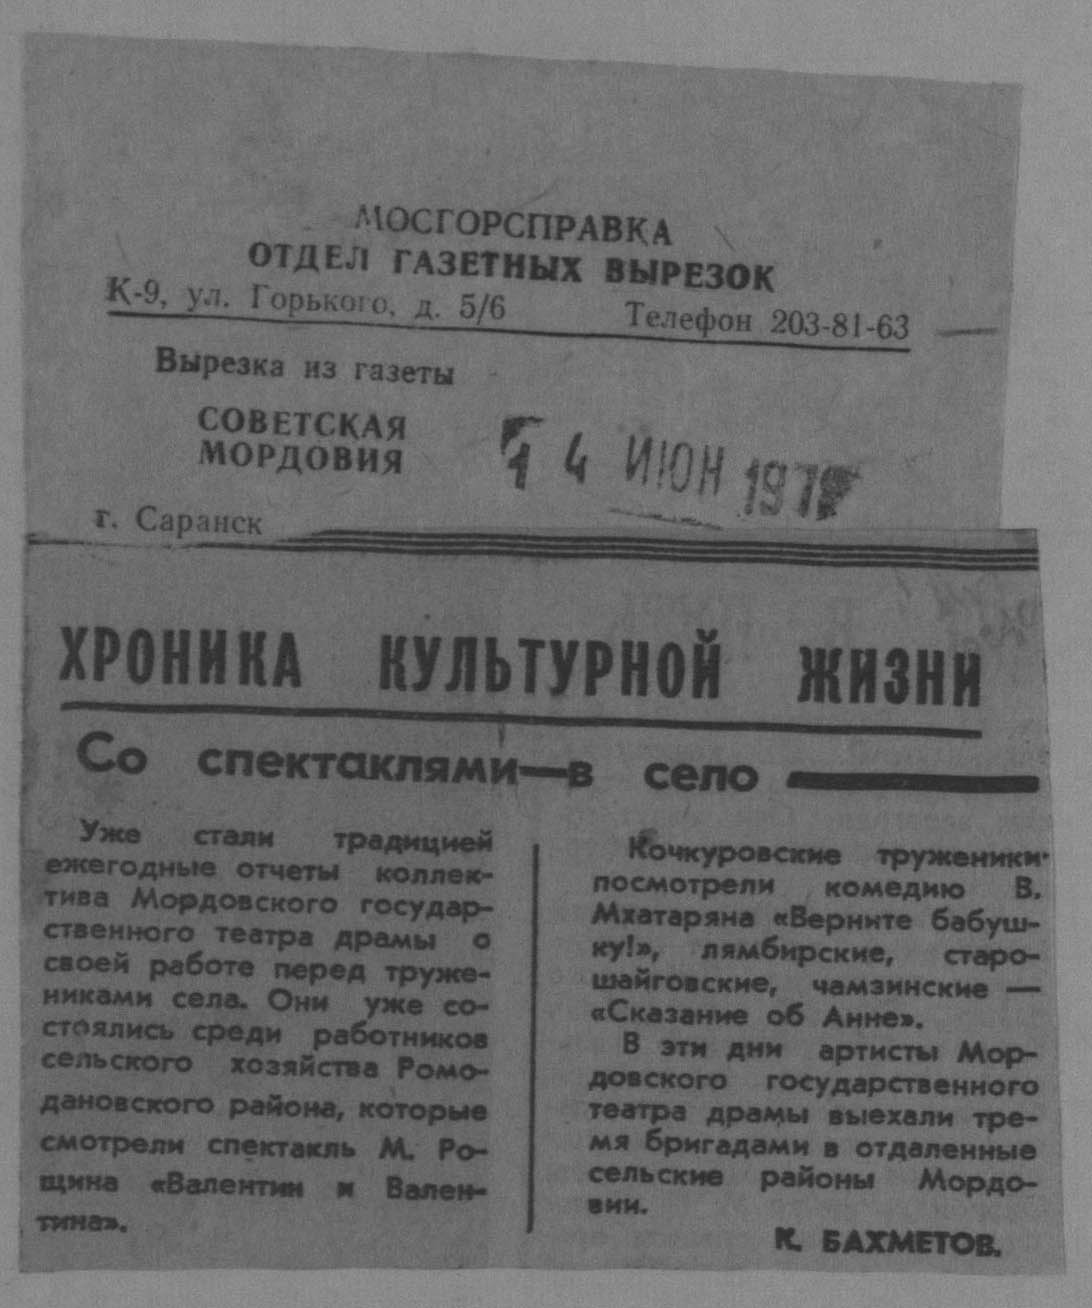 МОСГОРСПРАВКА
ОТДЕЛ ГАЗЕТНЫХ ВЫРЕЗОК
К-9, ул. Горького, д. 5/6 Телефон 203-81-63
Вырезка из газеты
СОВЕТСКАЯ
МОРДОВИЯ
14 ИЮН 197
г. Саранск
ХРОНИКА КУЛЬТУРНОЙ ЖИЗНИ
Со спектаклями—в село
Уже стали традицией
ежегодные отчеты коллек-
тива Мордовского государ-
ственного театра драмы о
своей работе перед труже-
никами села. Они уже со-
стоялись среди работников
сельского хозяйства Ромо-
дановского района, которые
смотрели спектакль М. Ро-
щина «Валентин и Вален-
тина».
Кочкуровские труженики
посмотрели комедию В.
Мхатаряна «Верните бабуш-
ку!», лямбирские, старо-
шайговские, чамзинские —
«Сказание об Анне».
В эти дни артисты Мор-
довского государственного
театра драмы выехали тре-
мя бригадами в отдаленные
сельские районы Мордо-
вии.
К. БАХМЕТОВ.